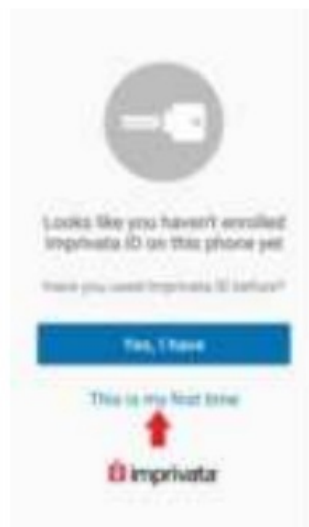 Looks like you haven't enrolled
Imprivata ID on this phone yet
Have you used Imprivata ID before?
Yes, I have
This is my first time
imprivata